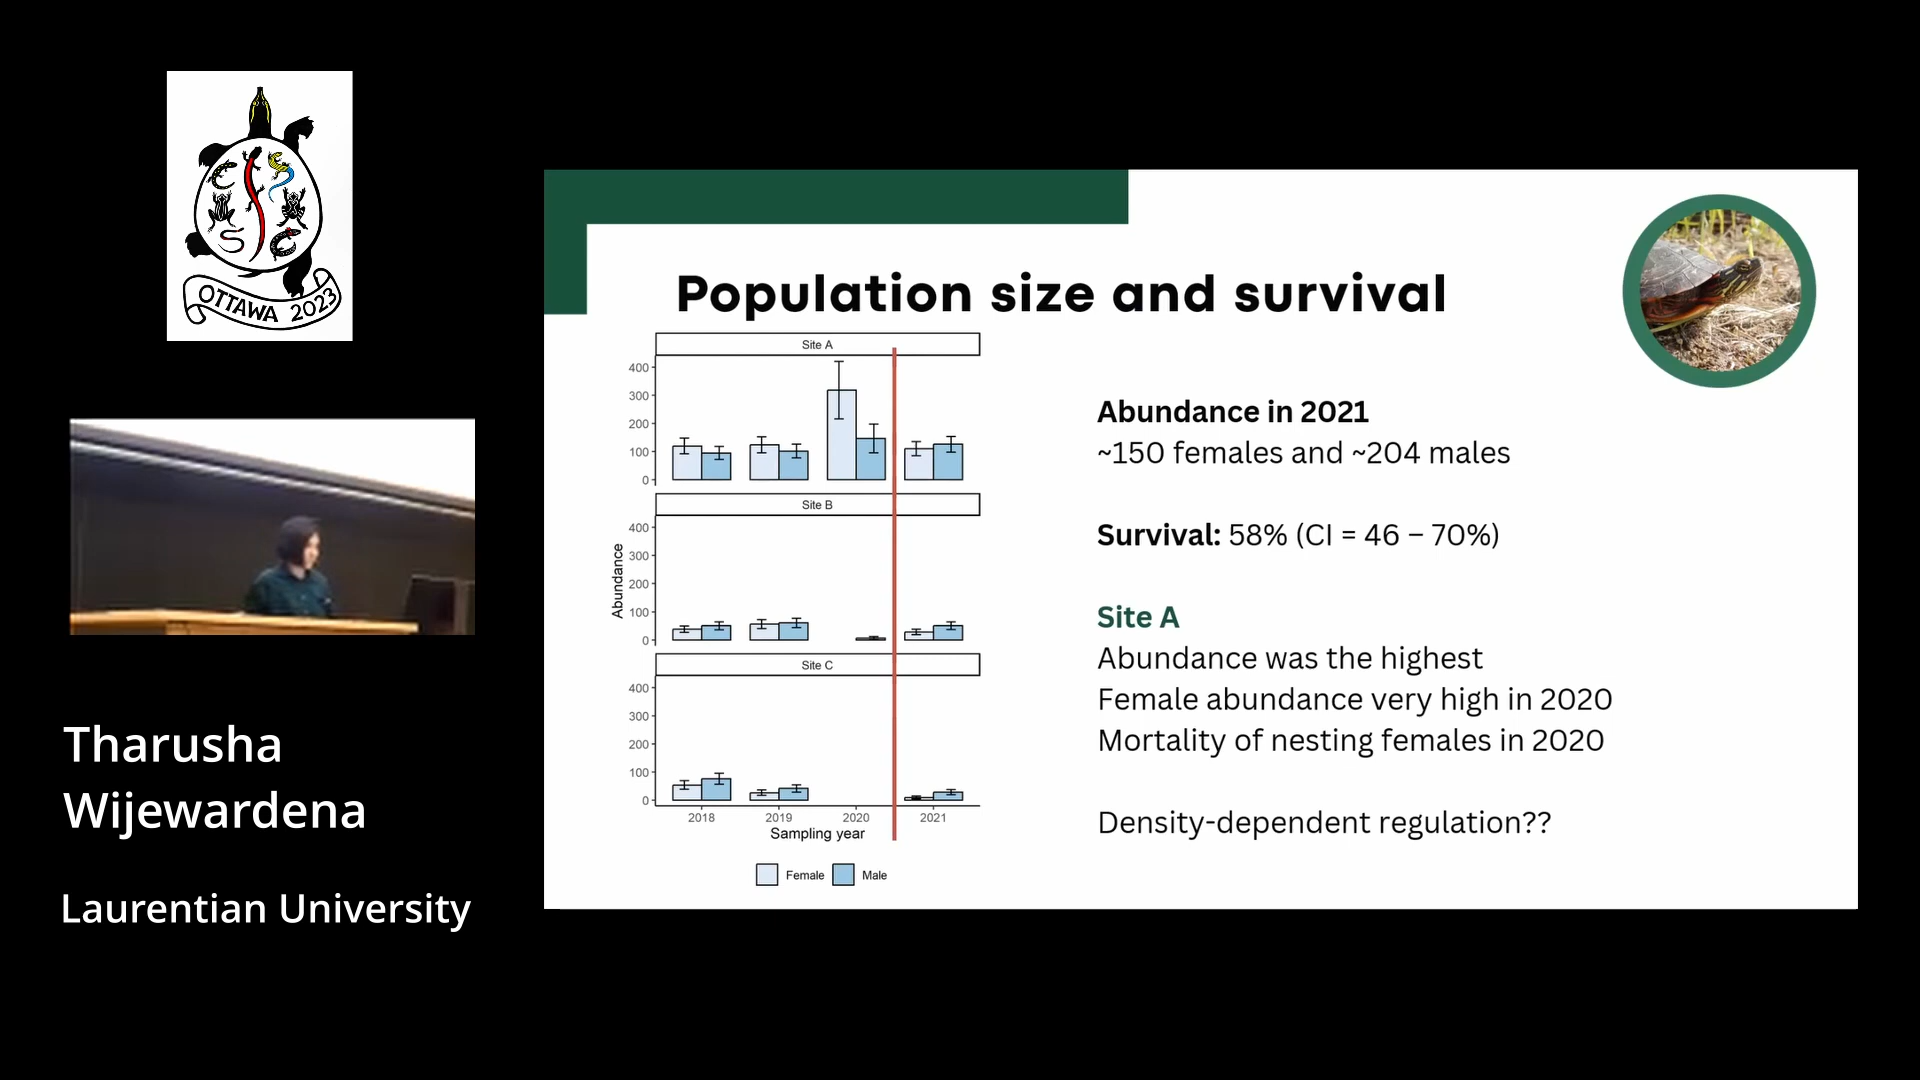 OTTAWA 2023
Tharusha
Wijewardena
Laurentian University
Population size and survival
Site A
400
300
200
100
0
Site B
400
300
200
100
0
Site C
400
300
200
100
0
Abundance
2018 2019 2020 2021
Sampling year
Female Male
Abundance in 2021
~150 females and ~204 males
Survival: 58% (CI = 46 – 70%)
Site A
Abundance was the highest
Female abundance very high in 2020
Mortality of nesting females in 2020
Density-dependent regulation??